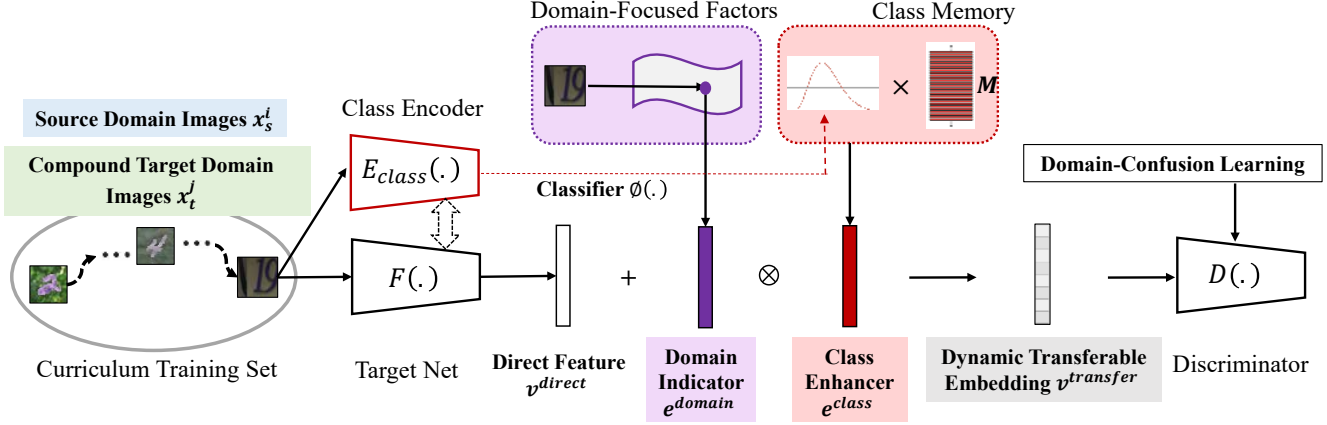 Domain-Focused Factors
Class Memory
19
×
M
Source Domain Images x_s^i
Class Encoder
Compound Target Domain
Images x_t^j
E_class(.)
Classifier ∅(.)
Domain-Confusion Learning
19
F(.)
+
⊗
D(.)
Curriculum Training Set
Target Net
Direct Feature
v^direct
Domain
Indicator
e^domain
Class
Enhancer
e^class
Dynamic Transferable
Embedding v^transfer
Discriminator